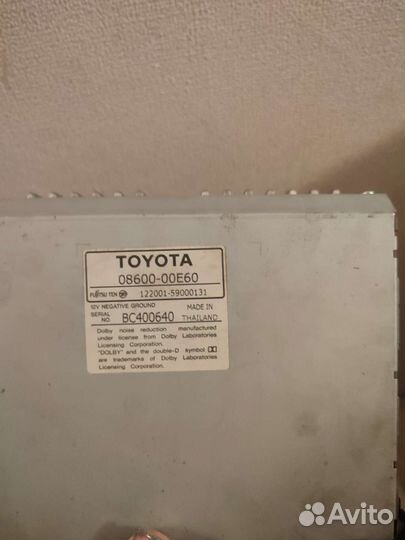 TOYOTA
08600-00E60
FUJITSU TEN 122001-59000131
12V NEGATIVE GROUND MADE IN
SERIAL NO. BC400640 THAILAND
Dolby noise reduction manufactured
under license from Dolby Laboratories
Licensing Corporation.
"DOLBY" and the double-D symbol
are trademarks of Dolby Laboratories
Licensing Corporation.
Avito